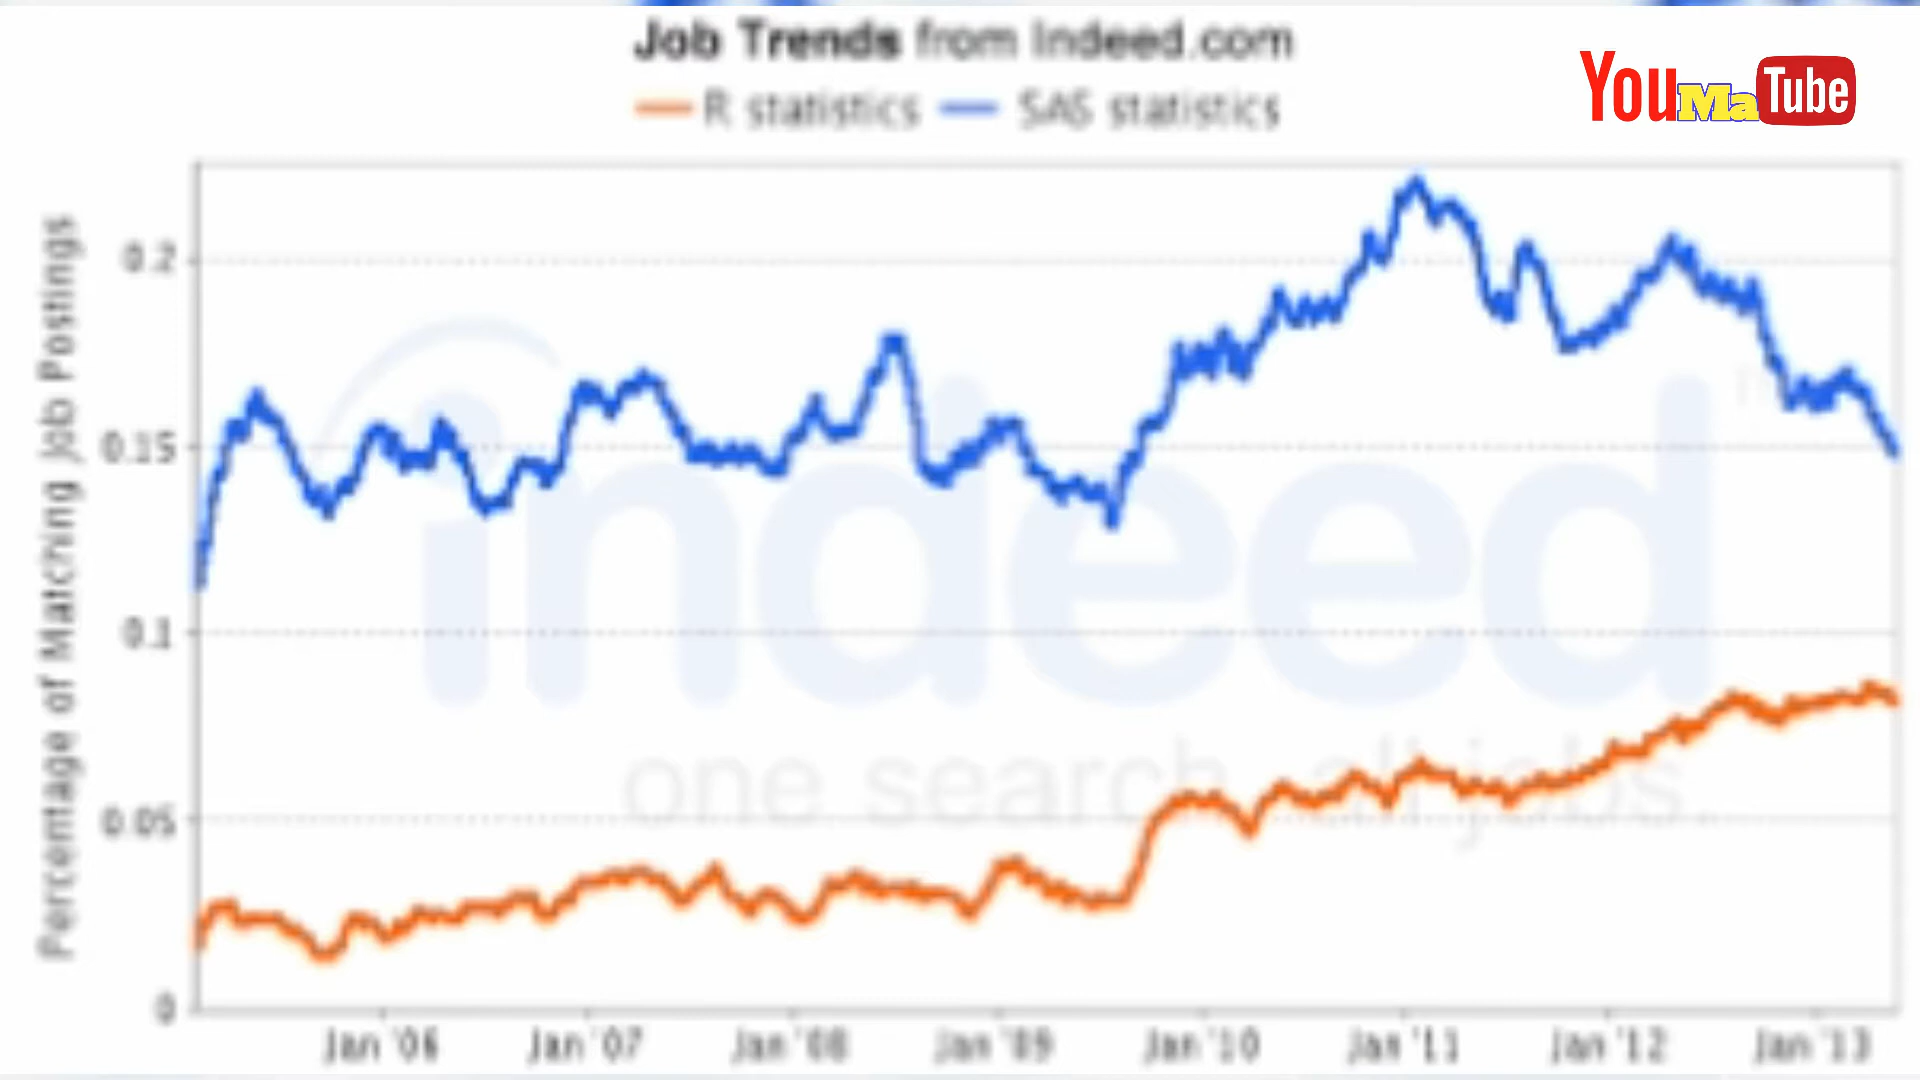 Job Trends from Indeed.com
R statistics SAS statistics
YouMaTube
Percentage of Matching Job Postings
0.2
0.15
0.1
0.05
0
indeed
one search. all jobs.
Jan '06 Jan '07 Jan '08 Jan '09 Jan '10 Jan '11 Jan '12 Jan '13